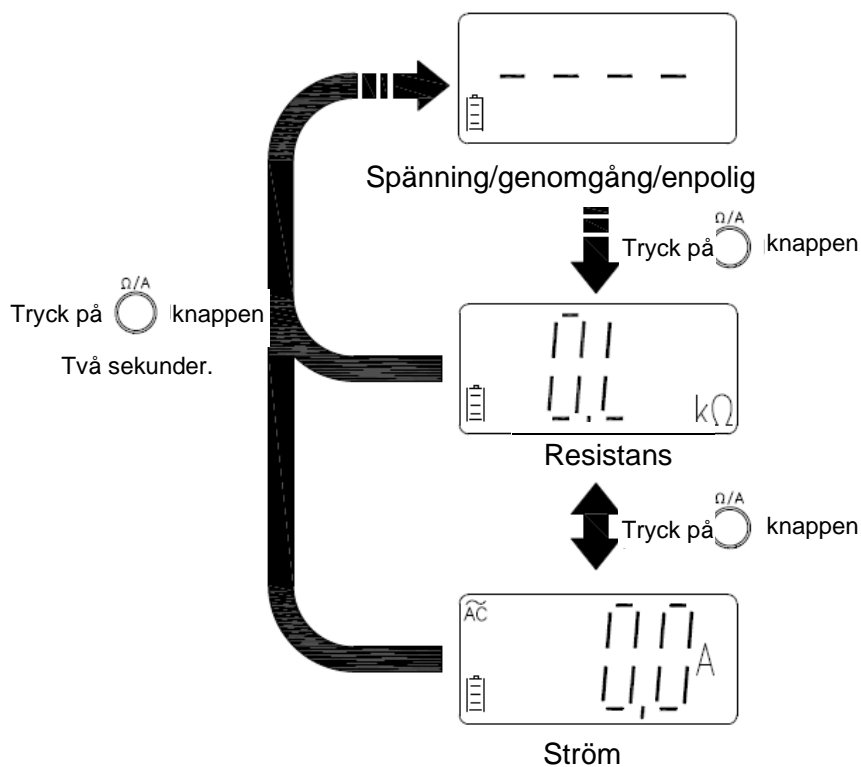 - - - -
Spänning/genomgång/enpolig
Ω/A
Tryck på knappen
Ω/A
Tryck på knappen
Två sekunder.
0.L
kΩ
Resistans
Ω/A
Tryck på knappen
AC
0,0
A
Ström